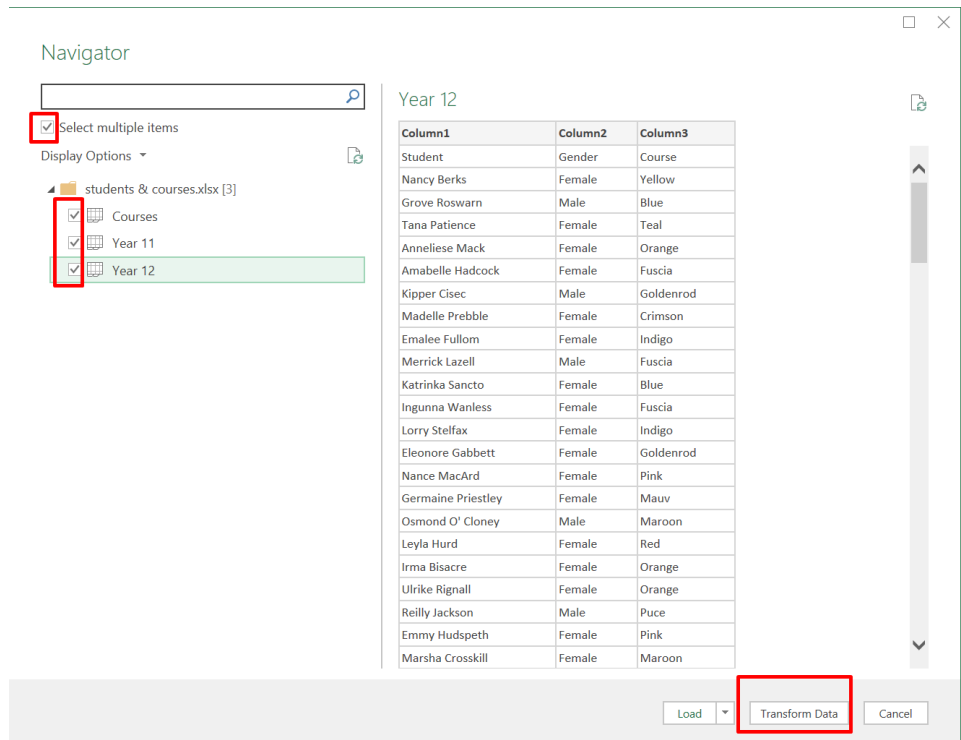 Navigator
Select multiple items
Display Options
students & courses.xlsx [3]
Courses
Year 11
Year 12
Year 12
Column1 Column2 Column3
Student Gender Course
Nancy Berks Female Yellow
Grove Roswarn Male Blue
Tana Patience Female Teal
Anneliese Mack Female Orange
Amabelle Hadcock Female Fuscia
Kipper Cisec Male Goldenrod
Madelle Prebble Female Crimson
Emalee Fullom Female Indigo
Merrick Lazell Male Fuscia
Katrinka Sancto Female Blue
Ingunna Wanless Female Fuscia
Lorry Stelfax Female Indigo
Eleonore Gabbett Female Goldenrod
Nance MacArd Female Pink
Germaine Priestley Female Mauv
Osmond O' Cloney Male Maroon
Leyla Hurd Female Red
Irma Bisacre Female Orange
Ulrike Rignall Female Orange
Reilly Jackson Male Puce
Emmy Hudspeth Female Pink
Marsha Crosskill Female Maroon
Load Transform Data Cancel